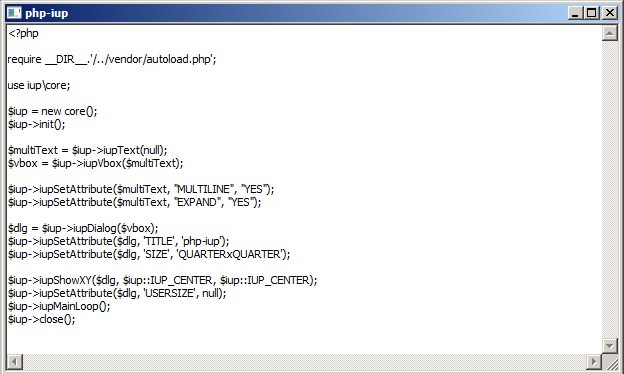 php-iup
<?php
require __DIR__.'/../vendor/autoload.php';
use iup\core;
$iup = new core();
$iup->init();
$multiText = $iup->iupText(null);
$vbox = $iup->iupVbox($multiText);
$iup->iupSetAttribute($multiText, "MULTILINE", "YES");
$iup->iupSetAttribute($multiText, "EXPAND", "YES");
$dlg = $iup->iupDialog($vbox);
$iup->iupSetAttribute($dlg, 'TITLE', 'php-iup');
$iup->iupSetAttribute($dlg, 'SIZE', 'QUARTERxQUARTER');
$iup->iupShowXY($dlg, $iup::IUP_CENTER, $iup::IUP_CENTER);
$iup->iupSetAttribute($dlg, 'USERSIZE', null);
$iup->iupMainLoop();
$iup->close();